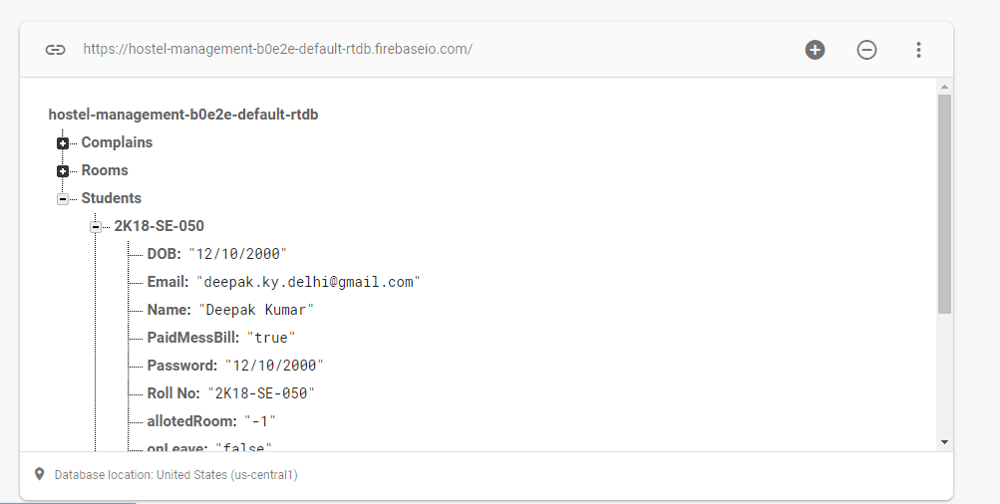 https://hostel-management-b0e2e-default-rtdb.firebaseio.com/
hostel-management-b0e2e-default-rtdb
Complains
Rooms
Students
2K18-SE-050
DOB: "12/10/2000"
Email: "deepak.ky.delhi@gmail.com"
Name: "Deepak Kumar"
PaidMessBill: "true"
Password: "12/10/2000"
Roll No: "2K18-SE-050"
allotedRoom: "-1"
onLeave: "false"
Database location: United States (us-central1)